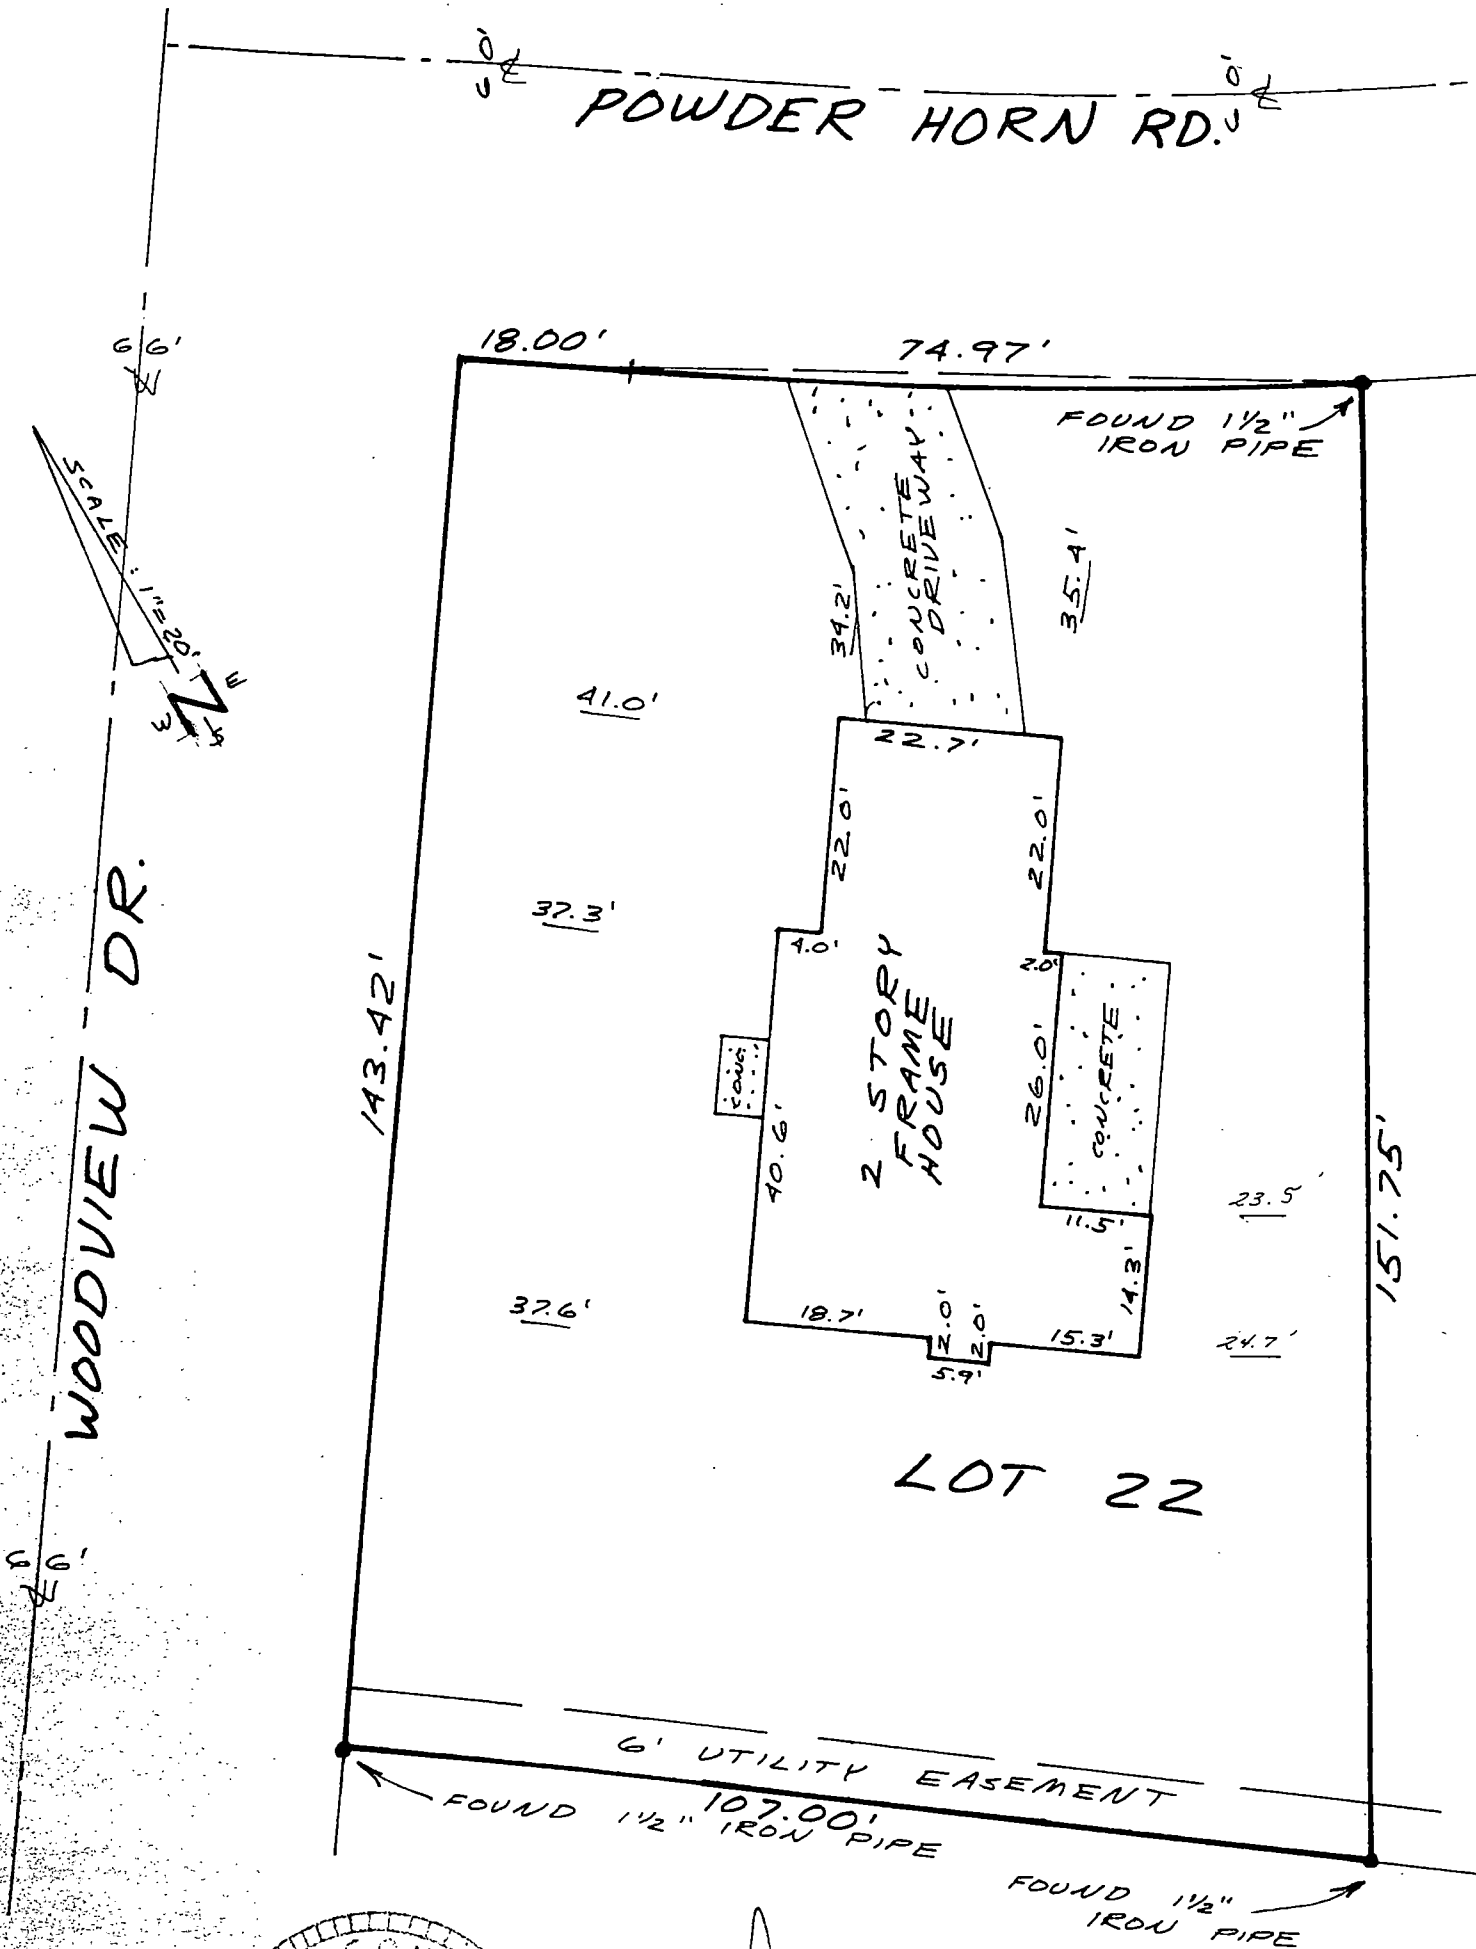 POWDER HORN RD.
18.00'
74.97'
66'
FOUND 1½"
IRON PIPE
SCALE: 1"=20'
N
E
S
W
CONCRETE
DRIVEWAY
34.2'
35.4'
41.0'
22.7'
22.0'
22.0'
37.3'
4.0'
2.0'
WOODVIEW DR.
143.42'
2 STORY
FRAME
HOUSE
CONC.
CONCRETE
26.0'
40.6'
151.75'
23.5'
11.5'
14.3'
37.6'
18.7'
2.0'
2.0'
15.3'
5.9'
24.7'
LOT 22
66'
6' UTILITY EASEMENT
107.00'
FOUND 1½" IRON PIPE
FOUND 1½"
IRON PIPE